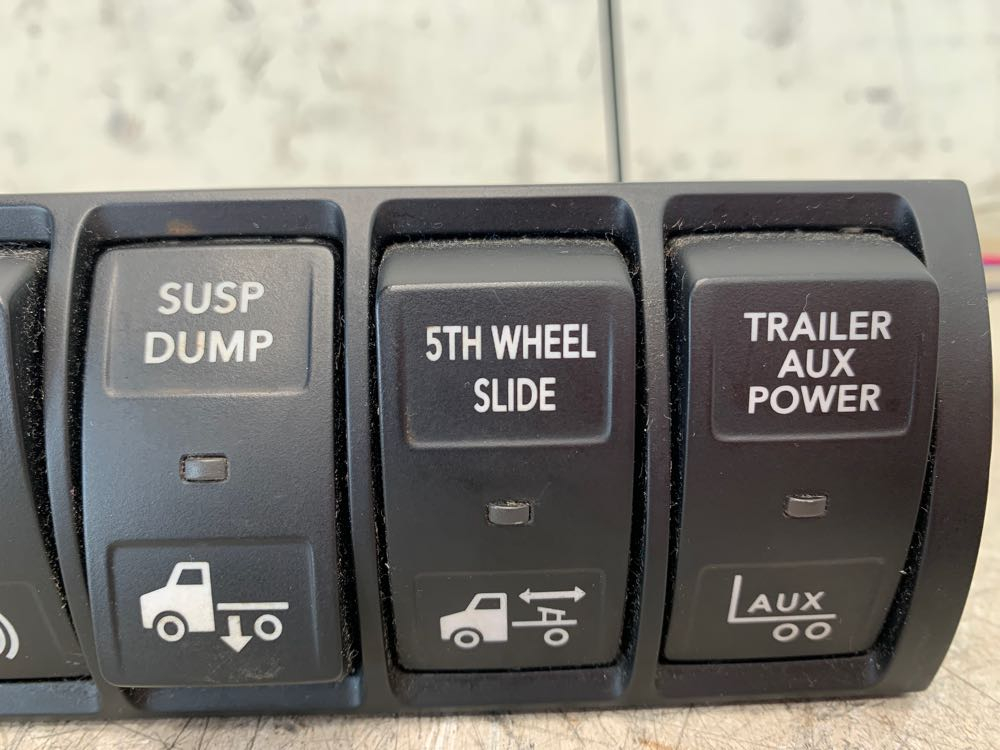 SUSP
DUMP
5TH WHEEL
SLIDE
TRAILER
AUX
POWER
AUX